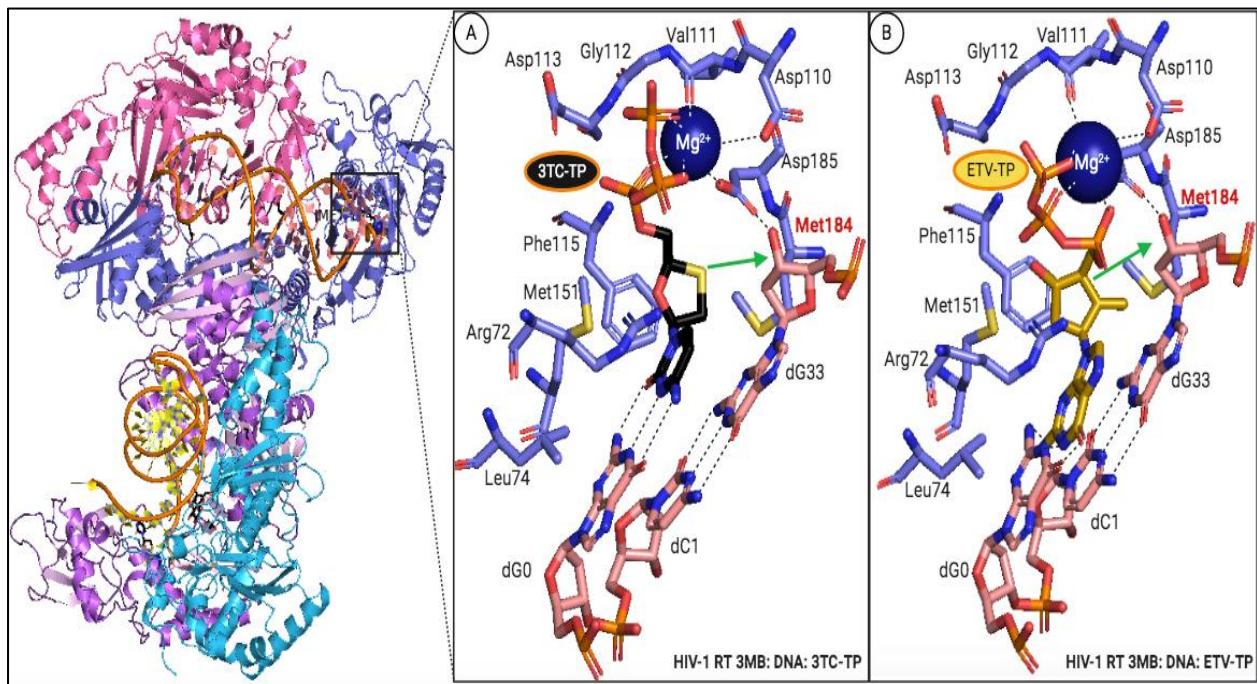 A
Val111
Gly112
Asp113
Asp110
Mg2+
3TC-TP
Asp185
Met184
Phe115
Met151
Arg72
dG33
Leu74
dC1
dG0
HIV-1 RT 3MB: DNA: 3TC-TP
B
Val111
Gly112
Asp113
Asp110
Mg2+
ETV-TP
Asp185
Met184
Phe115
Met151
Arg72
dG33
Leu74
dC1
dG0
HIV-1 RT 3MB: DNA: ETV-TP